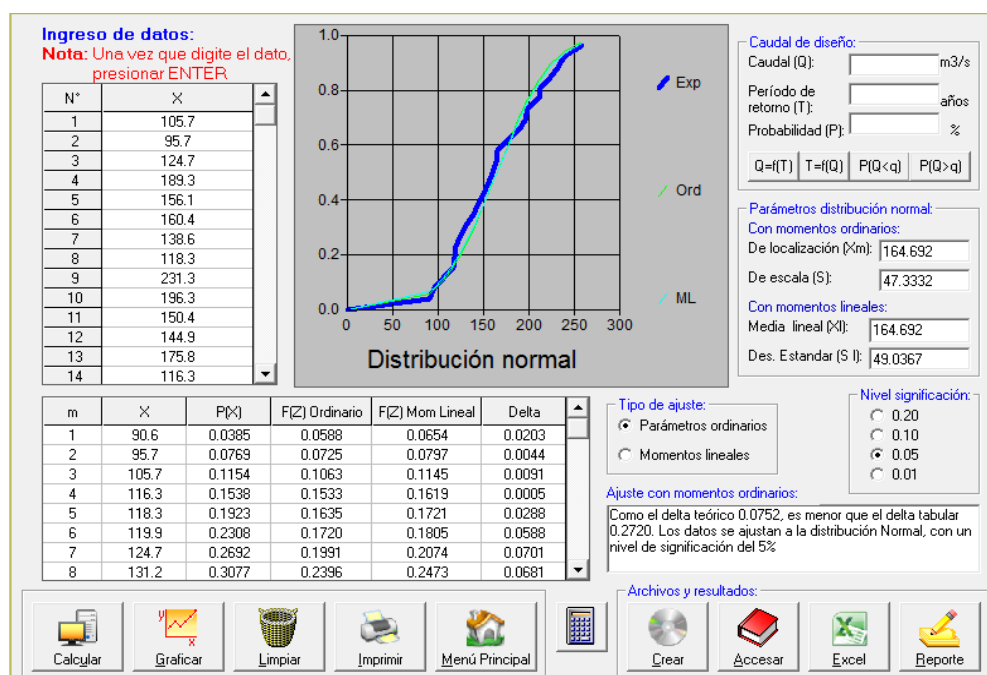 Ingreso de datos:
Nota: Una vez que digite el dato,
presionar ENTER
N° X
1 105.7
2 95.7
3 124.7
4 189.3
5 156.1
6 160.4
7 138.6
8 118.3
9 231.3
10 196.3
11 150.4
12 144.9
13 175.8
14 116.3
1.0
0.8
0.6
0.4
0.2
0.0
0 50 100 150 200 250 300
Distribución normal
Exp
Ord
ML
Caudal de diseño:
Caudal (Q): m3/s
Período de
retorno (T): años
Probabilidad (P): %
Q=f(T) T=f(Q) P(Q<q) P(Q>q)
Parámetros distribución normal:
Con momentos ordinarios:
De localización (Xm): 164.692
De escala (S): 47.3332
Con momentos lineales:
Media lineal (Xl): 164.692
Des. Estandar (S l): 49.0367
m X P(X) F(Z) Ordinario F(Z) Mom Lineal Delta
1 90.6 0.0385 0.0588 0.0654 0.0203
2 95.7 0.0769 0.0725 0.0797 0.0044
3 105.7 0.1154 0.1063 0.1145 0.0091
4 116.3 0.1538 0.1533 0.1619 0.0005
5 118.3 0.1923 0.1635 0.1721 0.0288
6 119.9 0.2308 0.1720 0.1805 0.0588
7 124.7 0.2692 0.1991 0.2074 0.0701
8 131.2 0.3077 0.2396 0.2473 0.0681
Tipo de ajuste:
Parámetros ordinarios
Momentos lineales
Nivel significación:
0.20
0.10
0.05
0.01
Ajuste con momentos ordinarios:
Como el delta teórico 0.0752, es menor que el delta tabular
0.2720. Los datos se ajustan a la distribución Normal, con un
nivel de significación del 5%
Calcular
Graficar
y
x
Limpiar
Imprimir
Menú Principal
Archivos y resultados:
Crear
Accesar
Excel
Reporte